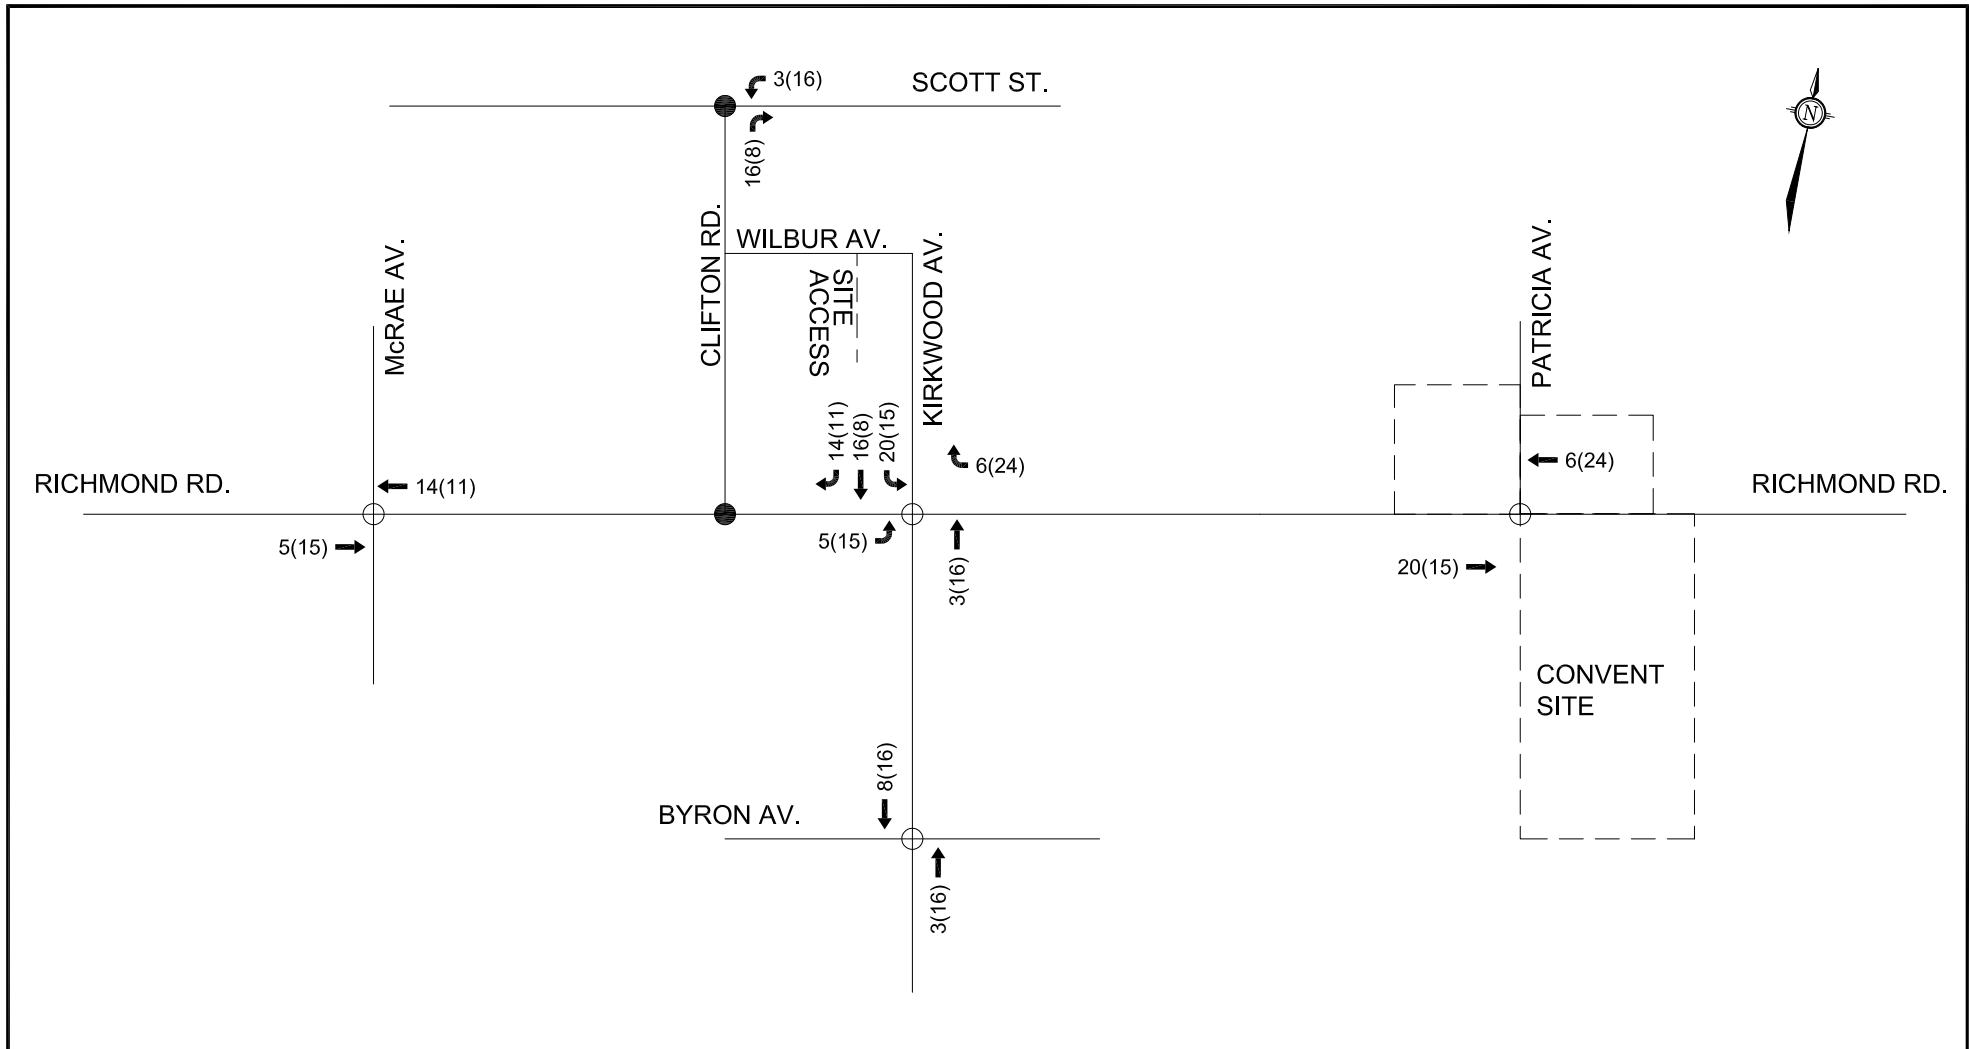 3(16)
SCOTT ST.
16(8)
N
CLIFTON RD.
WILBUR AV.
McRAE AV.
SITE
ACCESS
KIRKWOOD AV.
PATRICIA AV.
14(11)
16(8)
20(15)
6(24)
6(24)
RICHMOND RD.
14(11)
RICHMOND RD.
5(15)
5(15)
3(16)
20(15)
CONVENT
SITE
8(16)
BYRON AV.
3(16)